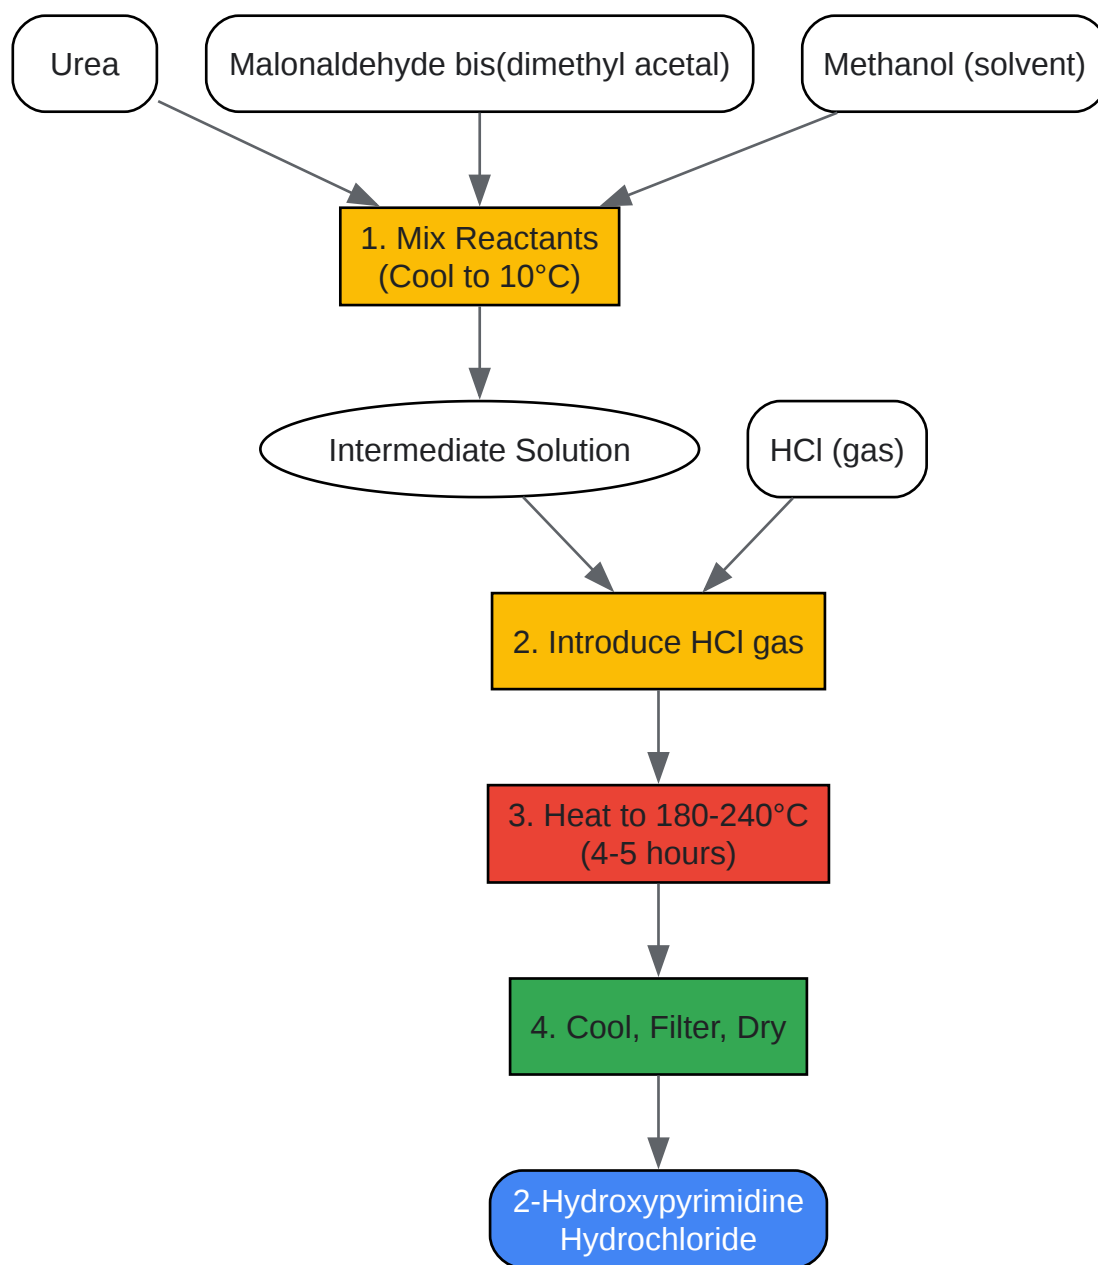 Urea
Malonaldehyde bis(dimethyl acetal)
Methanol (solvent)
1. Mix Reactants
(Cool to 10°C)
Intermediate Solution
HCl (gas)
2. Introduce HCl gas
3. Heat to 180-240°C
(4-5 hours)
4. Cool, Filter, Dry
2-Hydroxypyrimidine
Hydrochloride